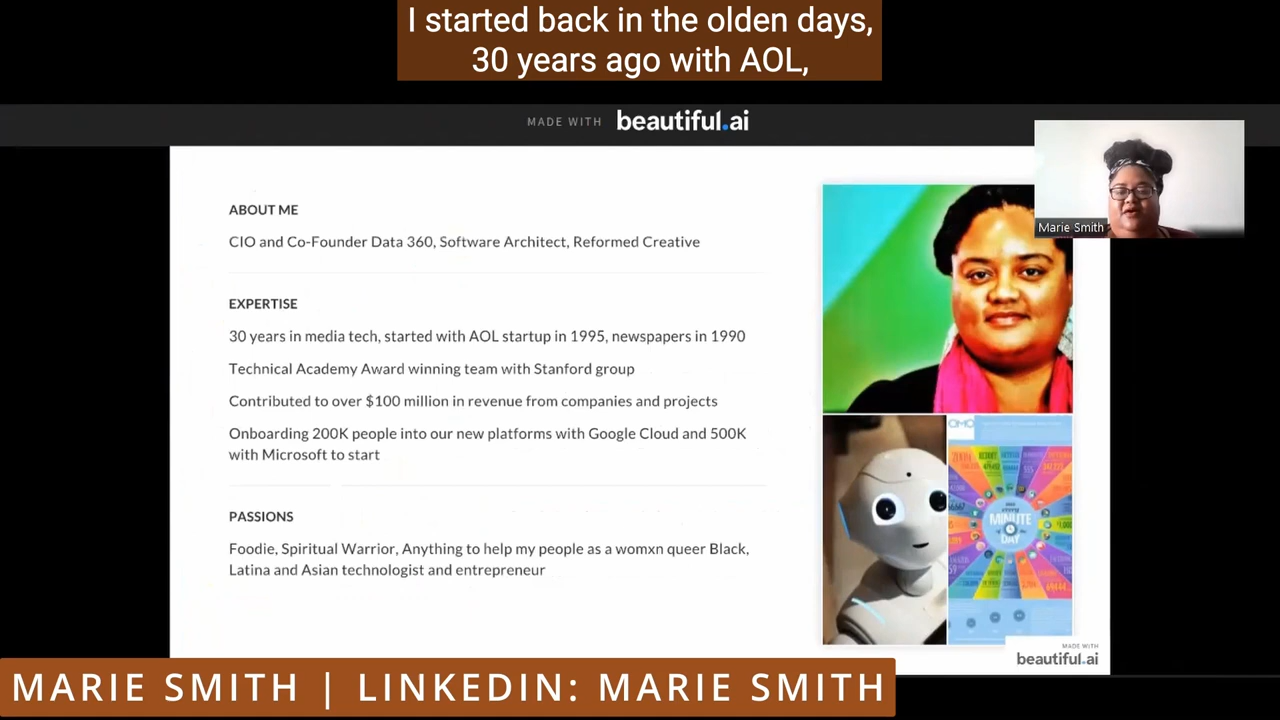 I started back in the olden days,
30 years ago with AOL,
MADE WITH beautiful.ai
Marie Smith
ABOUT ME
CIO and Co-Founder Data 360, Software Architect, Reformed Creative
EXPERTISE
30 years in media tech, started with AOL startup in 1995, newspapers in 1990
Technical Academy Award winning team with Stanford group
Contributed to over $100 million in revenue from companies and projects
Onboarding 200K people into our new platforms with Google Cloud and 500K
with Microsoft to start
PASSIONS
Foodie, Spiritual Warrior, Anything to help my people as a womxn queer Black,
Latina and Asian technologist and entrepreneur
MINUTE
DAY
MADE WITH
beautiful.ai
MARIE SMITH | LINKEDIN: MARIE SMITH